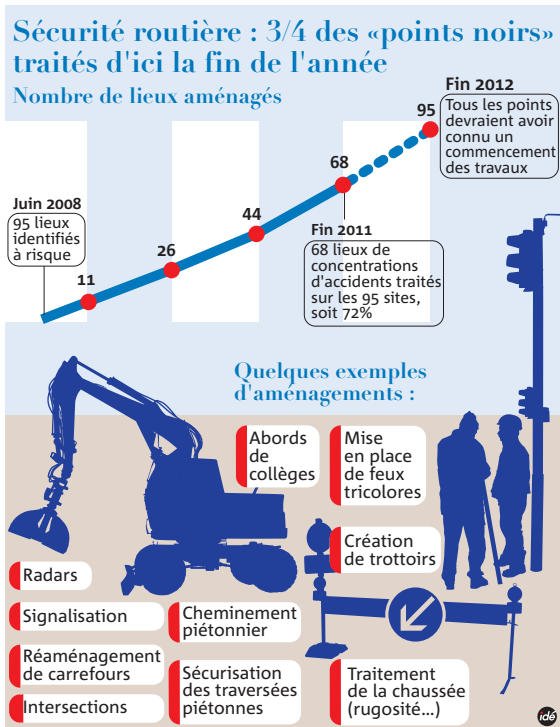 Sécurité routière : 3/4 des «points noirs»
traités d'ici la fin de l'année
Nombre de lieux aménagés
Fin 2012
Tous les points
devraient avoir
connu un
commencement
des travaux
95
68
44
26
11
Juin 2008
95 lieux
identifiés
à risque
Fin 2011
68 lieux de
concentrations
d'accidents traités
sur les 95 sites,
soit 72%
Quelques exemples
d'aménagements :
Abords
de
collèges
Mise
en place
de feux
tricolores
Création
de trottoirs
Radars
Signalisation
Cheminement
piétonnier
Réaménagement
de carrefours
Sécurisation
des traversées
piétonnes
Traitement
de la chaussée
(rugosité...)
Intersections
idé